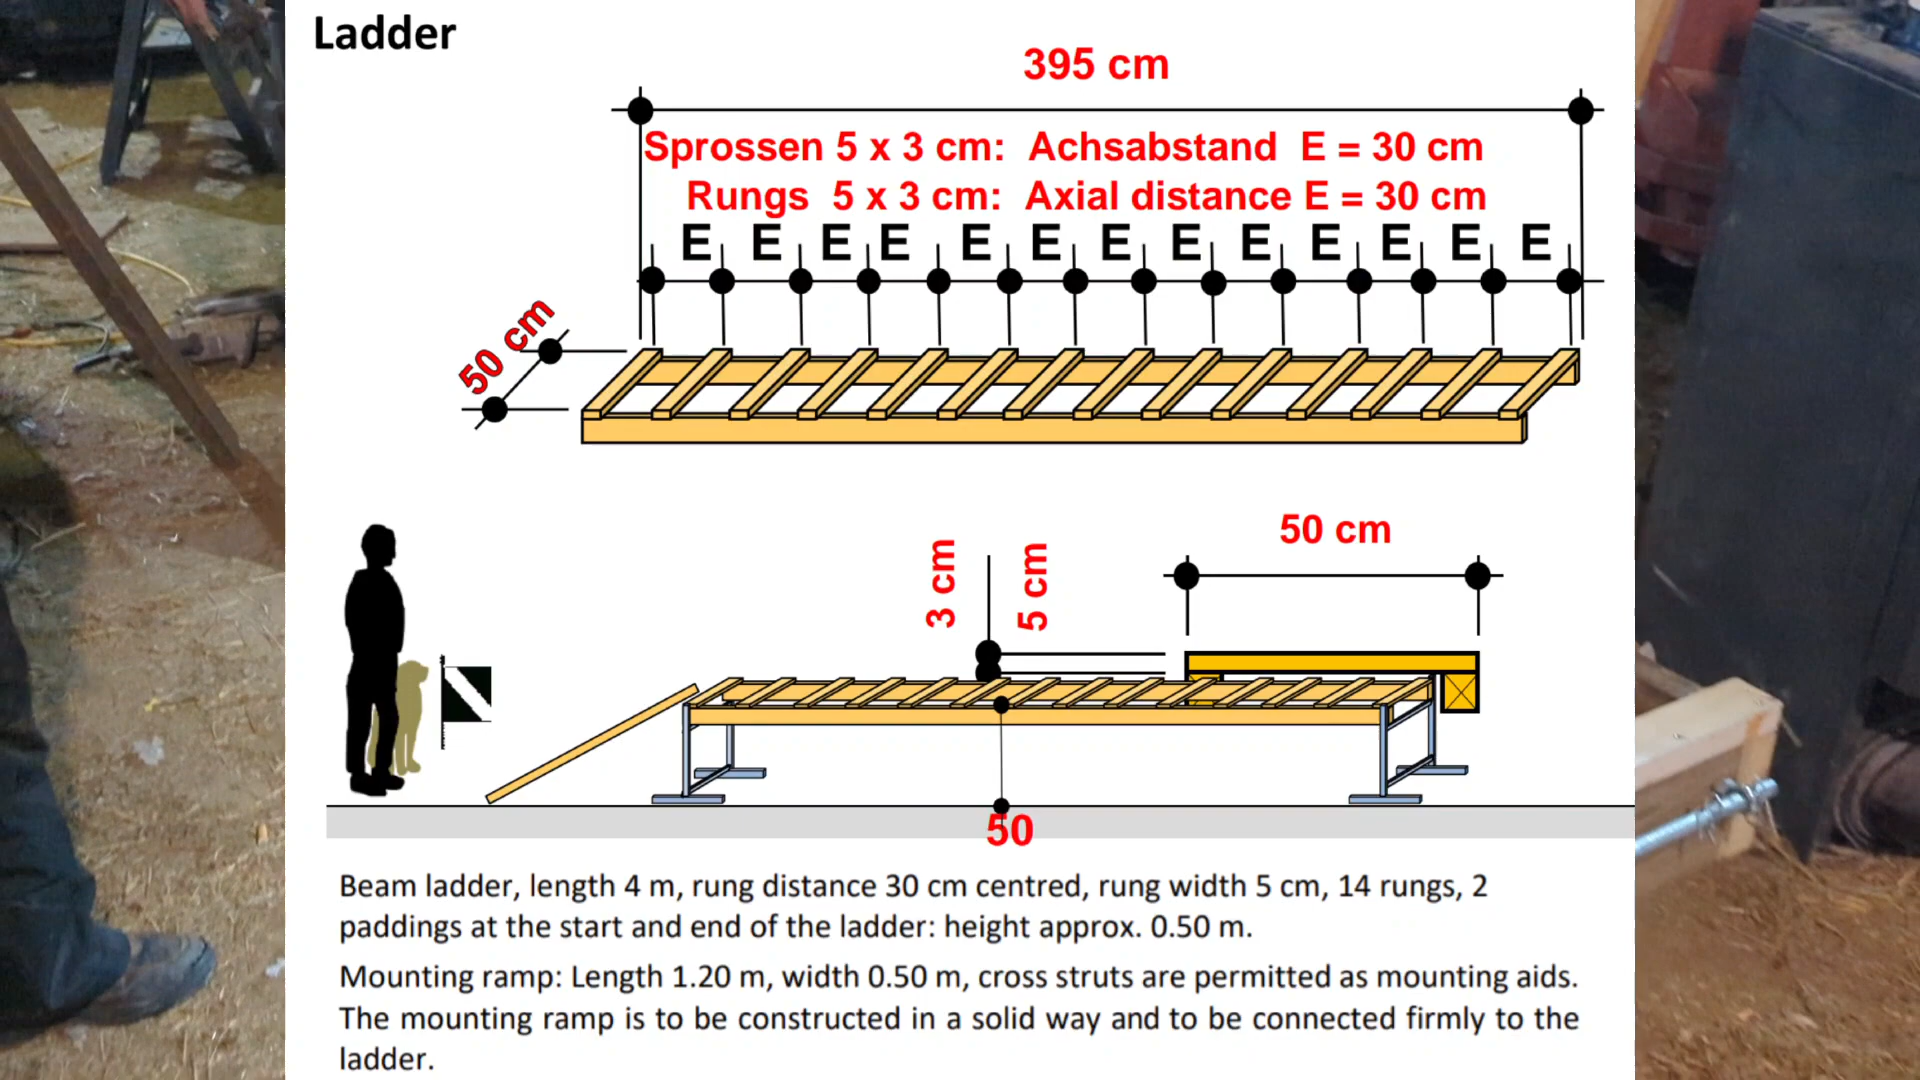 Ladder
395 cm
Sprossen 5 x 3 cm: Achsabstand E = 30 cm
Rungs 5 x 3 cm: Axial distance E = 30 cm
E E E E E E E E E E E E E
50 cm
50 cm
3 cm
5 cm
50
Beam ladder, length 4 m, rung distance 30 cm centred, rung width 5 cm, 14 rungs, 2
paddings at the start and end of the ladder: height approx. 0.50 m.
Mounting ramp: Length 1.20 m, width 0.50 m, cross struts are permitted as mounting aids.
The mounting ramp is to be constructed in a solid way and to be connected firmly to the
ladder.